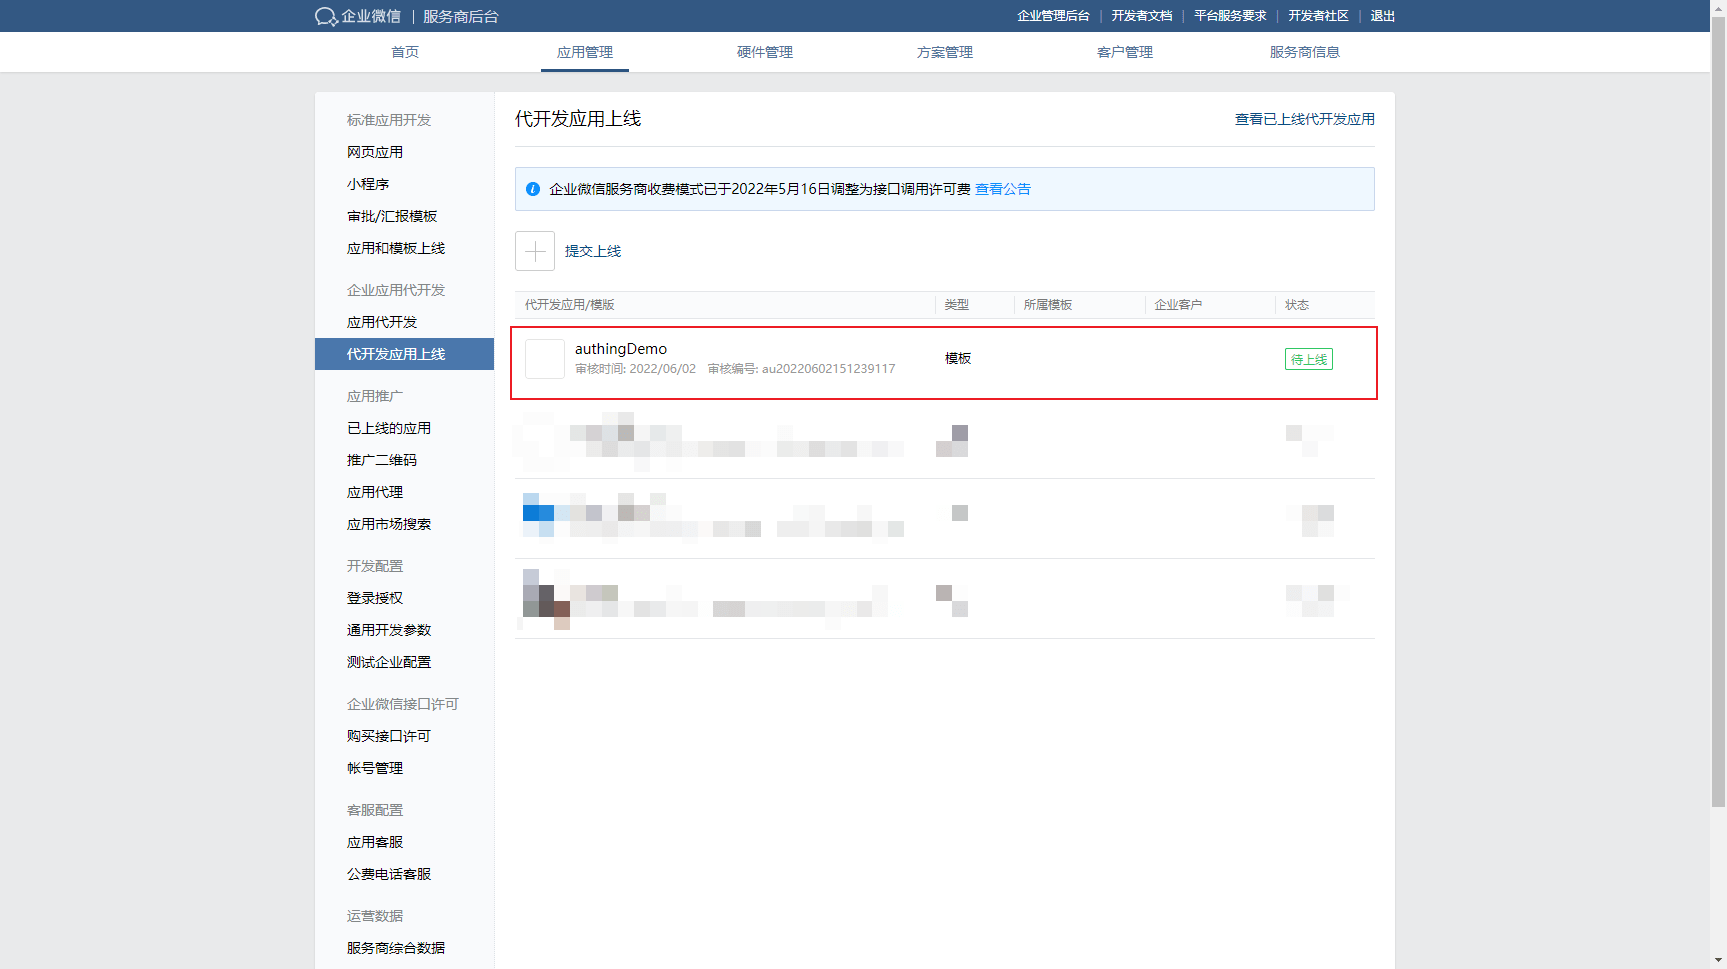 企业微信 | 服务商后台
企业管理后台 | 开发者文档 | 平台服务要求 | 开发者社区 | 退出
首页 应用管理 硬件管理 方案管理 客户管理 服务商信息
标准应用开发
网页应用
小程序
审批/汇报模板
应用和模板上线
企业应用代开发
应用代开发
代开发应用上线
应用推广
已上线的应用
推广二维码
应用代理
应用市场搜索
开发配置
登录授权
通用开发参数
测试企业配置
企业微信接口许可
购买接口许可
帐号管理
客服配置
应用客服
公费电话客服
运营数据
服务商综合数据
代开发应用上线 查看已上线代开发应用
企业微信服务商收费模式已于2022年5月16日调整为接口调用许可费 查看公告
提交上线
代开发应用/模版 类型 所属模板 企业客户 状态
authingDemo
审核时间: 2022/06/02 审核编号: au20220602151239117
模板
待上线